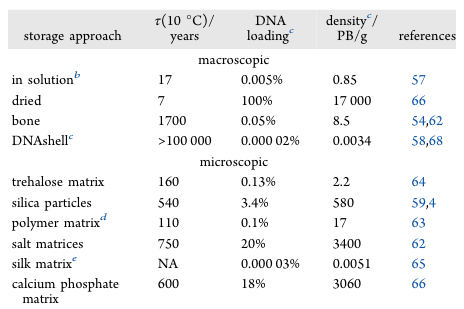 τ(10 °C)/ DNA density^c/
storage approach years loading^c PB/g references
macroscopic
in solution^b 17 0.005% 0.85 57
dried 7 100% 17 000 66
bone 1700 0.05% 8.5 54,62
DNAshell^c >100 000 0.000 02% 0.0034 58,68
microscopic
trehalose matrix 160 0.13% 2.2 64
silica particles 540 3.4% 580 59,4
polymer matrix^d 110 0.1% 17 63
salt matrices 750 20% 3400 62
silk matrix^e NA 0.000 03% 0.0051 65
calcium phosphate 600 18% 3060 66
matrix